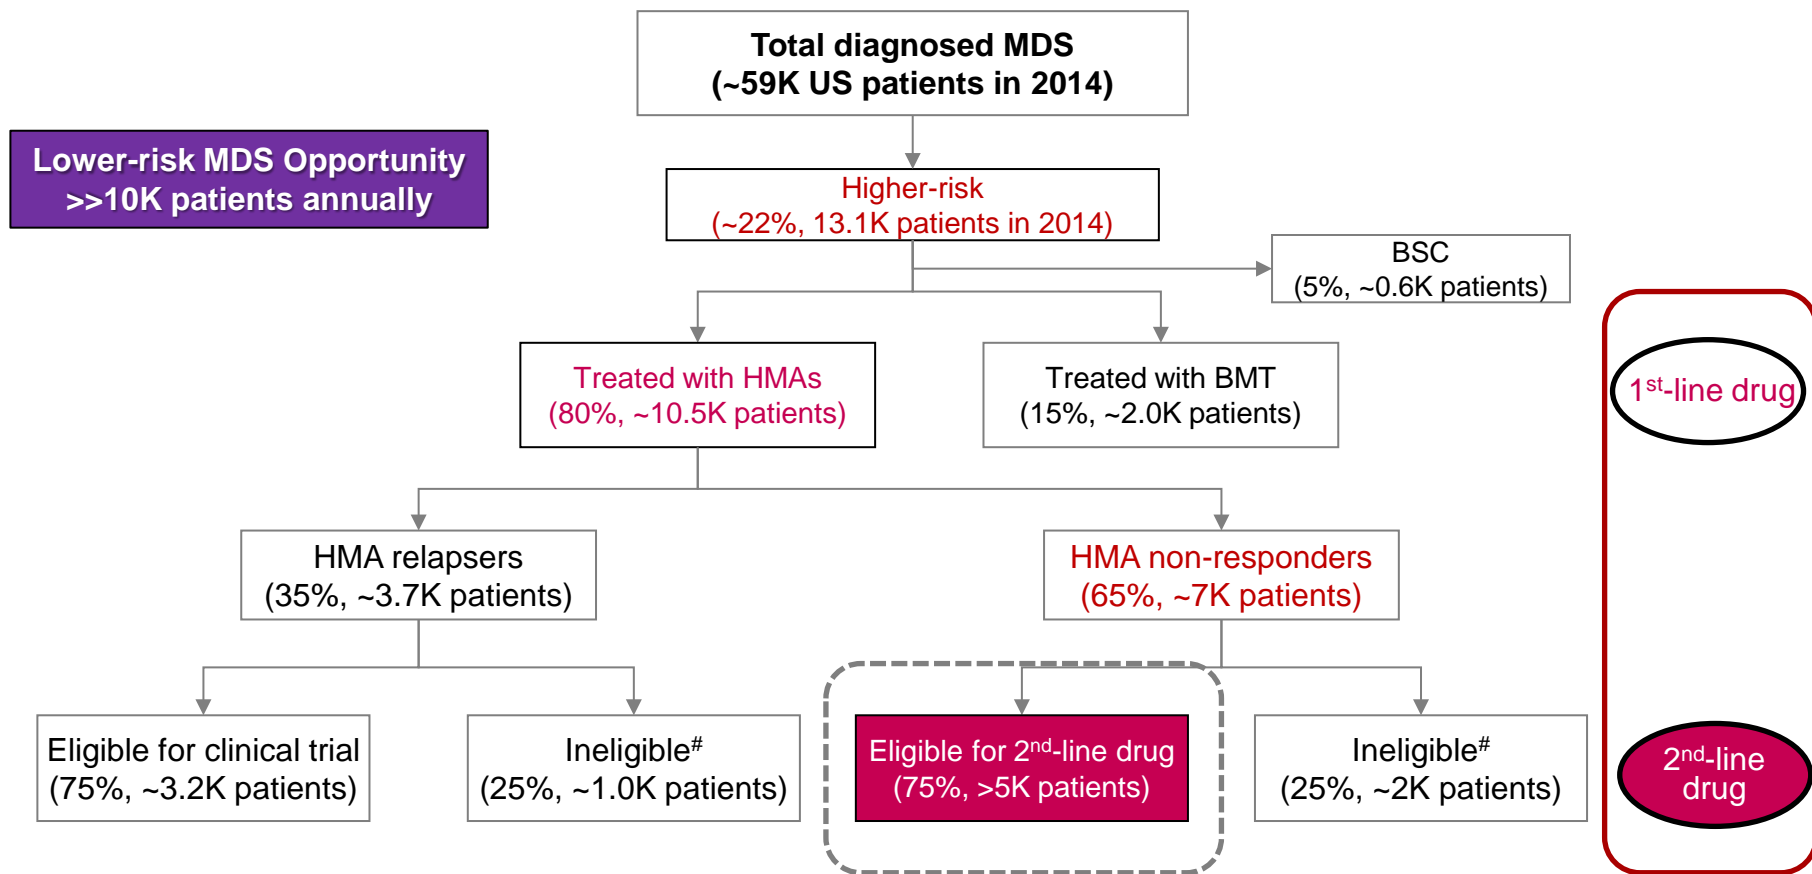 Total diagnosed MDS
(~59K US patients in 2014)
Lower-risk MDS Opportunity
>>10K patients annually
Higher-risk
(~22%, 13.1K patients in 2014)
BSC
(5%, ~0.6K patients)
Treated with HMAs
(80%, ~10.5K patients)
Treated with BMT
(15%, ~2.0K patients)
1st-line drug
HMA relapsers
(35%, ~3.7K patients)
HMA non-responders
(65%, ~7K patients)
Eligible for clinical trial
(75%, ~3.2K patients)
Ineligible#
(25%, ~1.0K patients)
Eligible for 2nd-line drug
(75%, >5K patients)
Ineligible#
(25%, ~2K patients)
2nd-line
drug